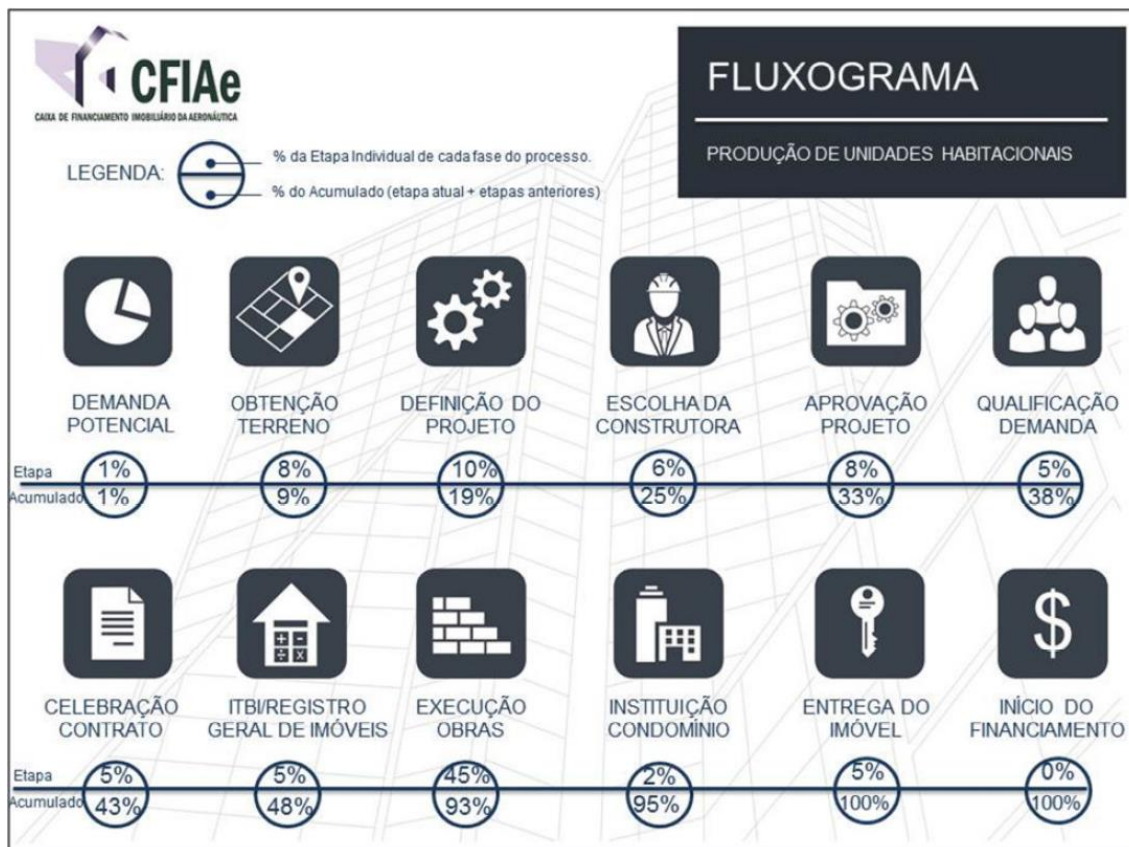 CFIAe
CAIXA DE FINANCIAMENTO IMOBILIÁRIO DA AERONÁUTICA
FLUXOGRAMA
PRODUÇÃO DE UNIDADES HABITACIONAIS
LEGENDA:
% da Etapa Individual de cada fase do processo.
% do Acumulado (etapa atual + etapas anteriores)
DEMANDA
POTENCIAL
OBTENÇÃO
TERRENO
DEFINIÇÃO DO
PROJETO
ESCOLHA DA
CONSTRUTORA
APROVAÇÃO
PROJETO
QUALIFICAÇÃO
DEMANDA
Etapa 1% 8% 10% 6% 8% 5%
Acumulado 1% 9% 19% 25% 33% 38%
CELEBRAÇÃO
CONTRATO
ITBI/REGISTRO
GERAL DE IMÓVEIS
EXECUÇÃO
OBRAS
INSTITUIÇÃO
CONDOMÍNIO
ENTREGA DO
IMÓVEL
INÍCIO DO
FINANCIAMENTO
Etapa 5% 5% 45% 2% 5% 0%
Acumulado 43% 48% 93% 95% 100% 100%